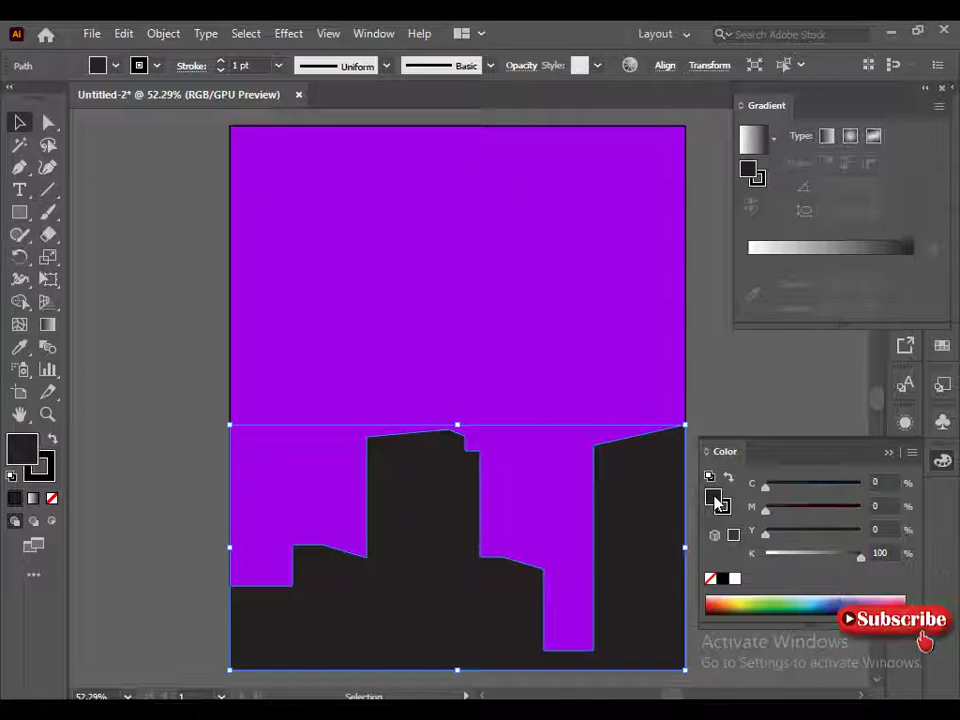 Ai File Edit Object Type Select Effect View Window Help Layout Search Adobe Stock
Path Stroke: 1 pt Uniform Basic Opacity Style: Align Transform
Untitled-2* @ 52.29% (RGB/GPU Preview) ×
Gradient
Type:
Color
C 0 %
M 0 %
Y 0 %
K 100 %
Subscribe
Activate Windows
Go to Settings to activate Windows.
52.29% 1 Selection